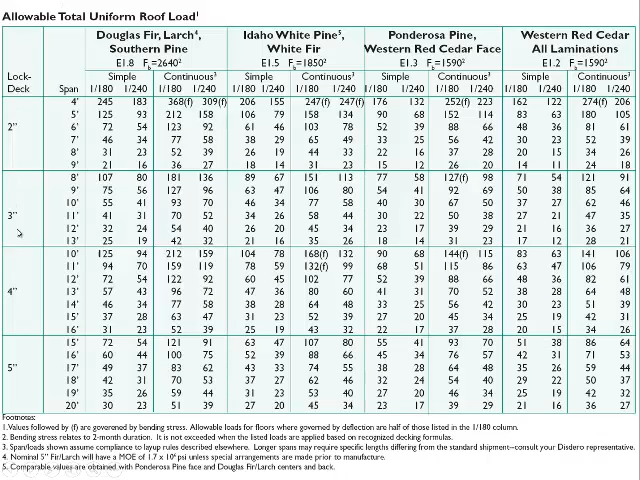 Allowable Total Uniform Roof Load¹
Douglas Fir, Larch⁴, Idaho White Pine⁵, Ponderosa Pine, Western Red Cedar
Southern Pine White Fir Western Red Cedar Face All Laminations
E1.8 Fb=2640² E1.5 Fb=1850² E1.3 Fb=1590² E1.2 Fb=1590²
Lock- Simple Continuous³ Simple Continuous³ Simple Continuous³ Simple Continuous³
Deck Span 1/180 1/240 1/180 1/240 1/180 1/240 1/180 1/240 1/180 1/240 1/180 1/240 1/180 1/240 1/180 1/240
4' 245 183 368(f) 309(f) 206 155 247(f) 247(f) 176 132 252(f) 223 162 122 274(f) 206
5' 125 93 212 158 106 79 158 134 90 68 152 114 83 63 180 105
2" 6' 72 54 123 92 61 46 103 78 52 39 88 66 48 36 81 61
7' 46 34 77 58 38 29 65 49 33 25 56 42 30 23 52 39
8' 31 23 52 39 26 19 44 33 22 16 37 28 20 15 34 26
9' 21 16 36 27 18 14 31 23 15 12 26 20 14 11 24 18
8' 107 80 181 136 89 67 151 113 77 58 127(f) 98 71 54 121 91
9' 75 56 127 96 63 47 106 80 54 41 92 69 50 38 85 64
10' 55 41 93 70 46 34 77 58 40 30 67 50 37 27 62 46
3" 11' 41 31 70 52 34 26 58 44 30 22 50 38 27 21 47 35
12' 32 24 54 40 26 20 45 34 23 17 39 29 21 16 36 27
13' 25 19 42 32 21 16 35 26 18 14 31 23 17 12 28 21
10' 125 94 212 159 104 78 168(f) 132 90 68 144(f) 115 83 63 141 106
11' 94 70 159 119 78 59 132(f) 99 68 51 115 86 63 47 106 79
12' 72 54 122 92 60 45 102 77 52 39 88 66 48 36 82 61
4" 13' 57 43 96 72 47 36 80 60 41 31 70 52 38 28 64 48
14' 46 34 77 58 38 28 64 48 33 25 56 42 30 23 51 39
15' 37 28 63 47 31 23 52 39 27 20 45 34 25 19 42 31
16' 31 23 52 39 25 19 43 32 22 17 37 28 20 15 34 26
15' 72 54 121 91 63 47 107 80 55 41 93 70 51 38 86 64
16' 60 44 100 75 52 39 88 66 45 34 76 57 42 31 71 53
5" 17' 49 37 83 62 43 33 74 55 38 28 64 48 35 26 59 44
18' 42 31 70 53 37 27 62 46 32 24 54 40 29 22 50 37
19' 35 26 59 44 31 23 53 40 27 20 46 34 25 19 42 32
20' 30 23 51 39 27 20 45 34 23 17 39 29 21 16 36 27
Footnotes:
1. Values followed by (f) are goverened by bending stress. Allowable loads for floors where governed by deflection are half of those listed in the 1/180 column.
2. Bending stress relates to 2-month duration. It is not exceeded when the listed loads are applied based on recognized decking formulas.
3. Span/loads shown assume compliance to layup rules described elsewhere. Longer spans may require specific lengths differing from the standard shipment--consult your Disdero representative.
4. Nominal 5" Fir/Larch will have a MOE of 1.7 x 10⁶ psi unless special arrangements are made prior to manufacture.
5. Comparable values are obtained with Ponderosa Pine face and Douglas Fir/Larch centers and back.